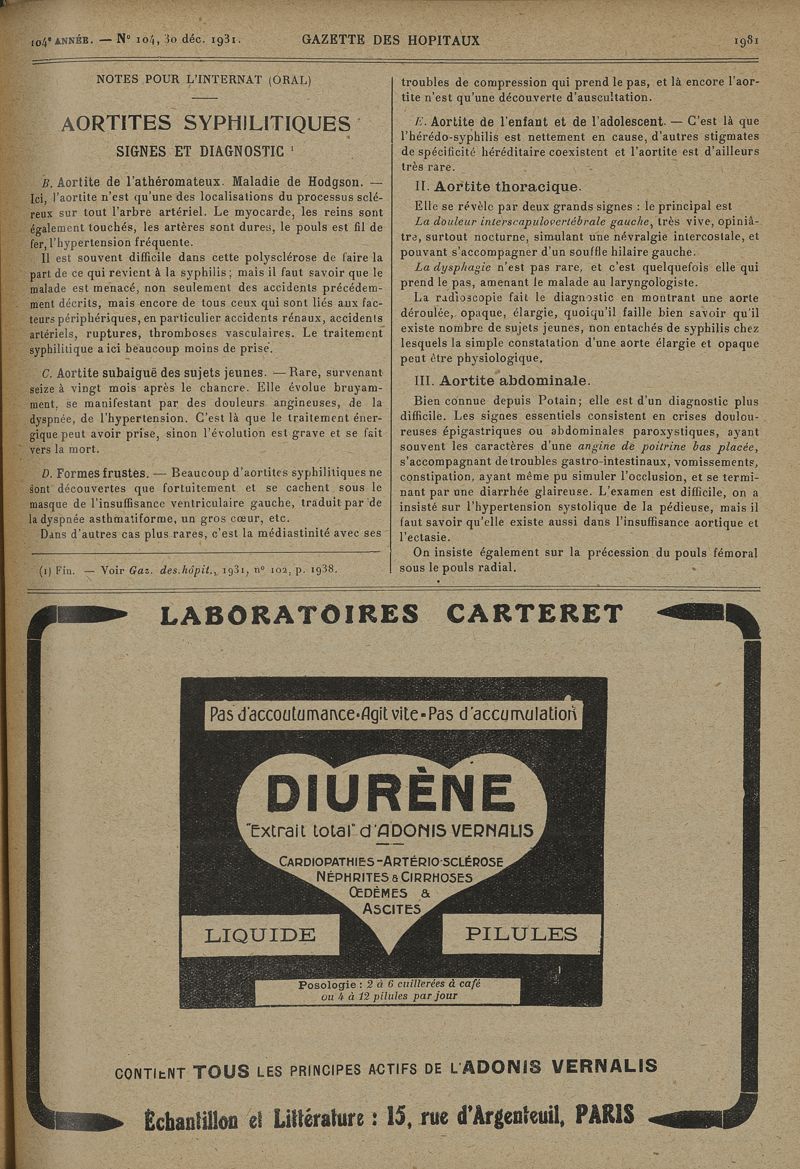 104e ANNÉE. — N° 104, 30 déc. 1931.
GAZETTE DES HOPITAUX
1981
NOTES POUR L'INTERNAT (ORAL)
AORTITES SYPHILITIQUES
SIGNES ET DIAGNOSTIC 1
B. Aortite de l'athéromateux. Maladie de Hodgson. —
Ici, l'aortite n'est qu'une des localisations du processus sclé-
reux sur tout l'arbre artériel. Le myocarde, les reins sont
également touchés, les artères sont dures, le pouls est fil de
fer, l'hypertension fréquente.
Il est souvent difficile dans cette polysclérose de faire la
part de ce qui revient à la syphilis; mais il faut savoir que le
malade est menacé, non seulement des accidents précédem-
ment décrits, mais encore de tous ceux qui sont liés aux fac-
teurs périphériques, en particulier accidents rénaux, accidents
artériels, ruptures, thromboses vasculaires. Le traitement
syphilitique a ici beaucoup moins de prise.
C. Aortite subaiguë des sujets jeunes. — Rare, survenant
seize à vingt mois après le chancre. Elle évolue bruyam-
ment, se manifestant par des douleurs angineuses, de la
dyspnée, de l'hypertension. C'est là que le traitement éner-
gique peut avoir prise, sinon l'évolution est grave et se fait
vers la mort.
D. Formes frustes. — Beaucoup d'aortites syphilitiques ne
sont découvertes que fortuitement et se cachent sous le
masque de l'insuffisance ventriculaire gauche, traduit par de
la dyspnée asthmatiforme, un gros cœur, etc.
Dans d'autres cas plus rares, c'est la médiastinité avec ses
(1) Fin. — Voir Gaz. des hôpit., 1931, n° 102, p. 1938.
troubles de compression qui prend le pas, et là encore l'aor-
tite n'est qu'une découverte d'auscultation.
E. Aortite de l'enfant et de l'adolescent. — C'est là que
l'hérédo-syphilis est nettement en cause, d'autres stigmates
de spécificité héréditaire coexistent et l'aortite est d'ailleurs
très rare.
II. Aortite thoracique.
Elle se révèle par deux grands signes : le principal est
La douleur interscapulovertébrale gauche, très vive, opiniâ-
tre, surtout nocturne, simulant une névralgie intercostale, et
pouvant s'accompagner d'un souffle hilaire gauche.
La dysphagie n'est pas rare, et c'est quelquefois elle qui
prend le pas, amenant le malade au laryngologiste.
La radioscopie fait le diagnostic en montrant une aorte
déroulée, opaque, élargie, quoiqu'il faille bien savoir qu'il
existe nombre de sujets jeunes, non entachés de syphilis chez
lesquels la simple constatation d'une aorte élargie et opaque
peut être physiologique.
III. Aortite abdominale.
Bien connue depuis Potain; elle est d'un diagnostic plus
difficile. Les signes essentiels consistent en crises doulou-
reuses épigastriques ou abdominales paroxystiques, ayant
souvent les caractères d'une angine de poitrine bas placée,
s'accompagnant de troubles gastro-intestinaux, vomissements,
constipation, ayant même pu simuler l'occlusion, et se termi-
nant par une diarrhée glaireuse. L'examen est difficile, on a
insisté sur l'hypertension systolique de la pédieuse, mais il
faut savoir qu'elle existe aussi dans l'insuffisance aortique et
l'ectasie.
On insiste également sur la précession du pouls fémoral
sous le pouls radial.
LABORATOIRES CARTERET
Pas d'accoutumance·Agit vite-Pas d'accumulation
DIURÈNE
"Extrait total" d'ADONIS VERNALIS
CARDIOPATHIES-ARTÉRIO-SCLÉROSE
NÉPHRITES & CIRRHOSES
ŒDÈMES &
ASCITES
LIQUIDE
PILULES
Posologie : 2 à 6 cuillerées à café
ou 4 à 12 pilules par jour
CONTIENT TOUS LES PRINCIPES ACTIFS DE L'ADONIS VERNALIS
Échantillon et Littérature : 15, rue d'Argenteuil, PARIS